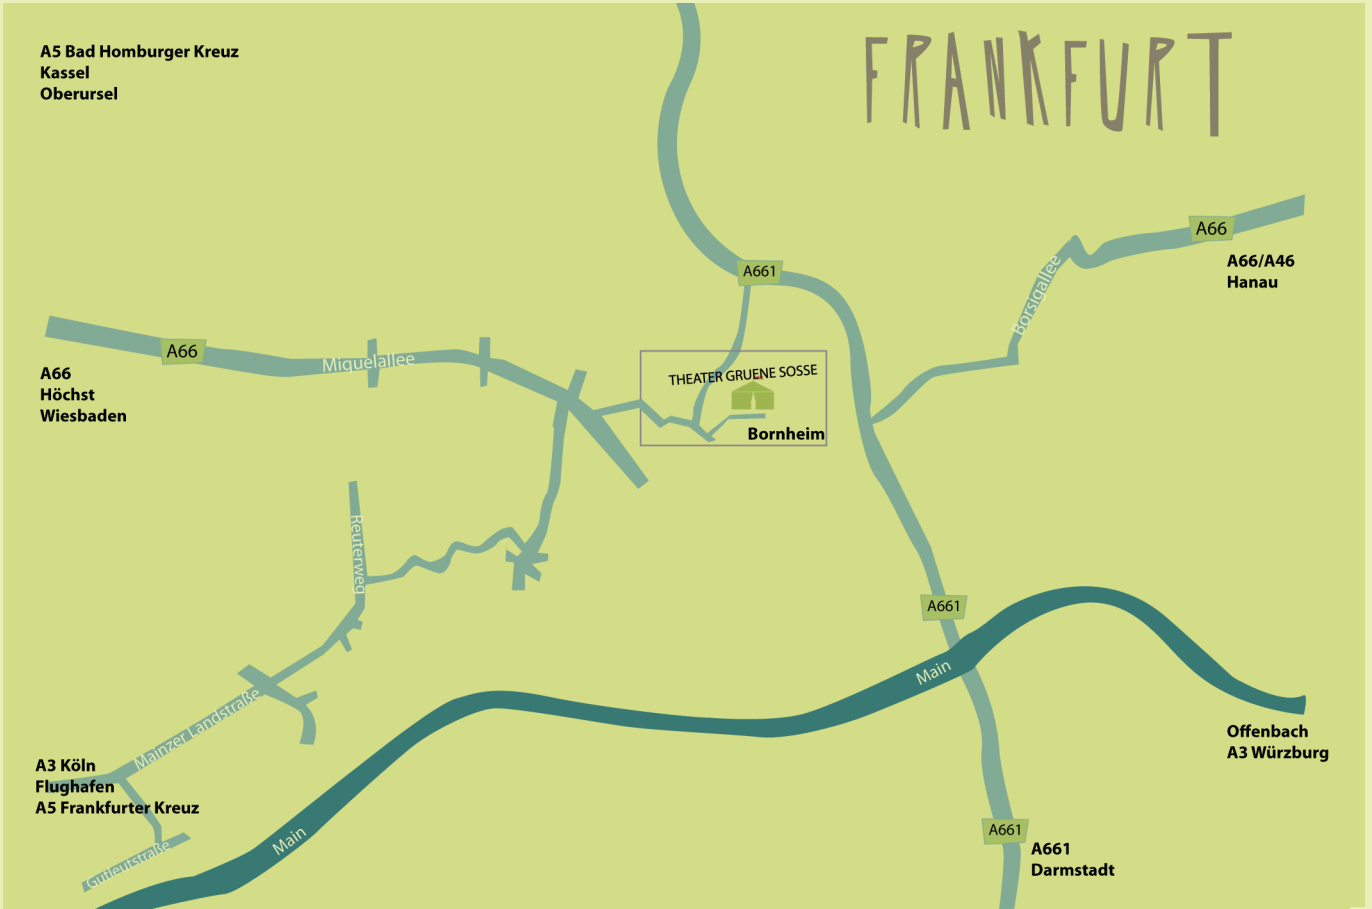 A5 Bad Homburger Kreuz
Kassel
Oberursel
FRANKFURT
A66
A66/A46
Hanau
Borsigallee
A661
A66
Miquelallee
A66
Höchst
Wiesbaden
THEATER GRUENE SOSSE
Bornheim
Reuterweg
A661
Main
Mainzer Landstraße
Offenbach
A3 Würzburg
A3 Köln
Flughafen
A5 Frankfurter Kreuz
Main
Gutleutstraße
A661
A661
Darmstadt